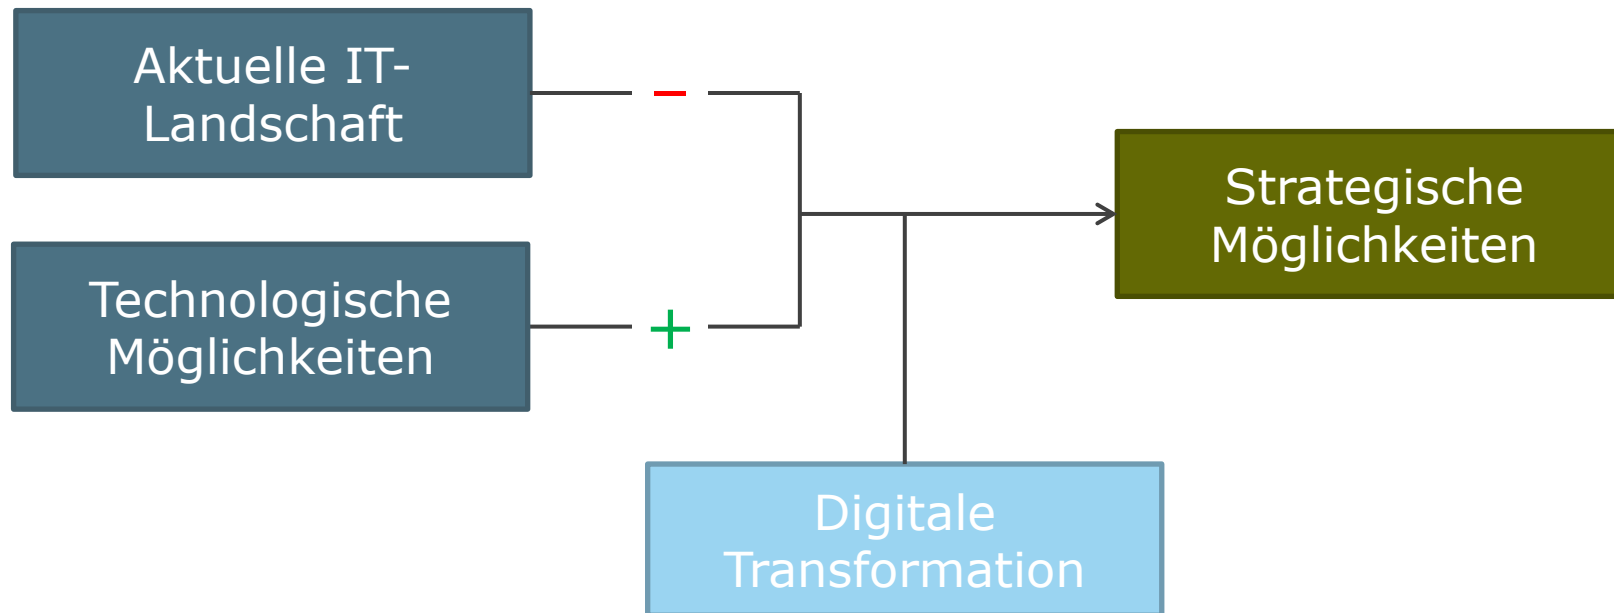 Aktuelle IT-
Landschaft
–
Strategische
Möglichkeiten
Technologische
Möglichkeiten
+
Digitale
Transformation